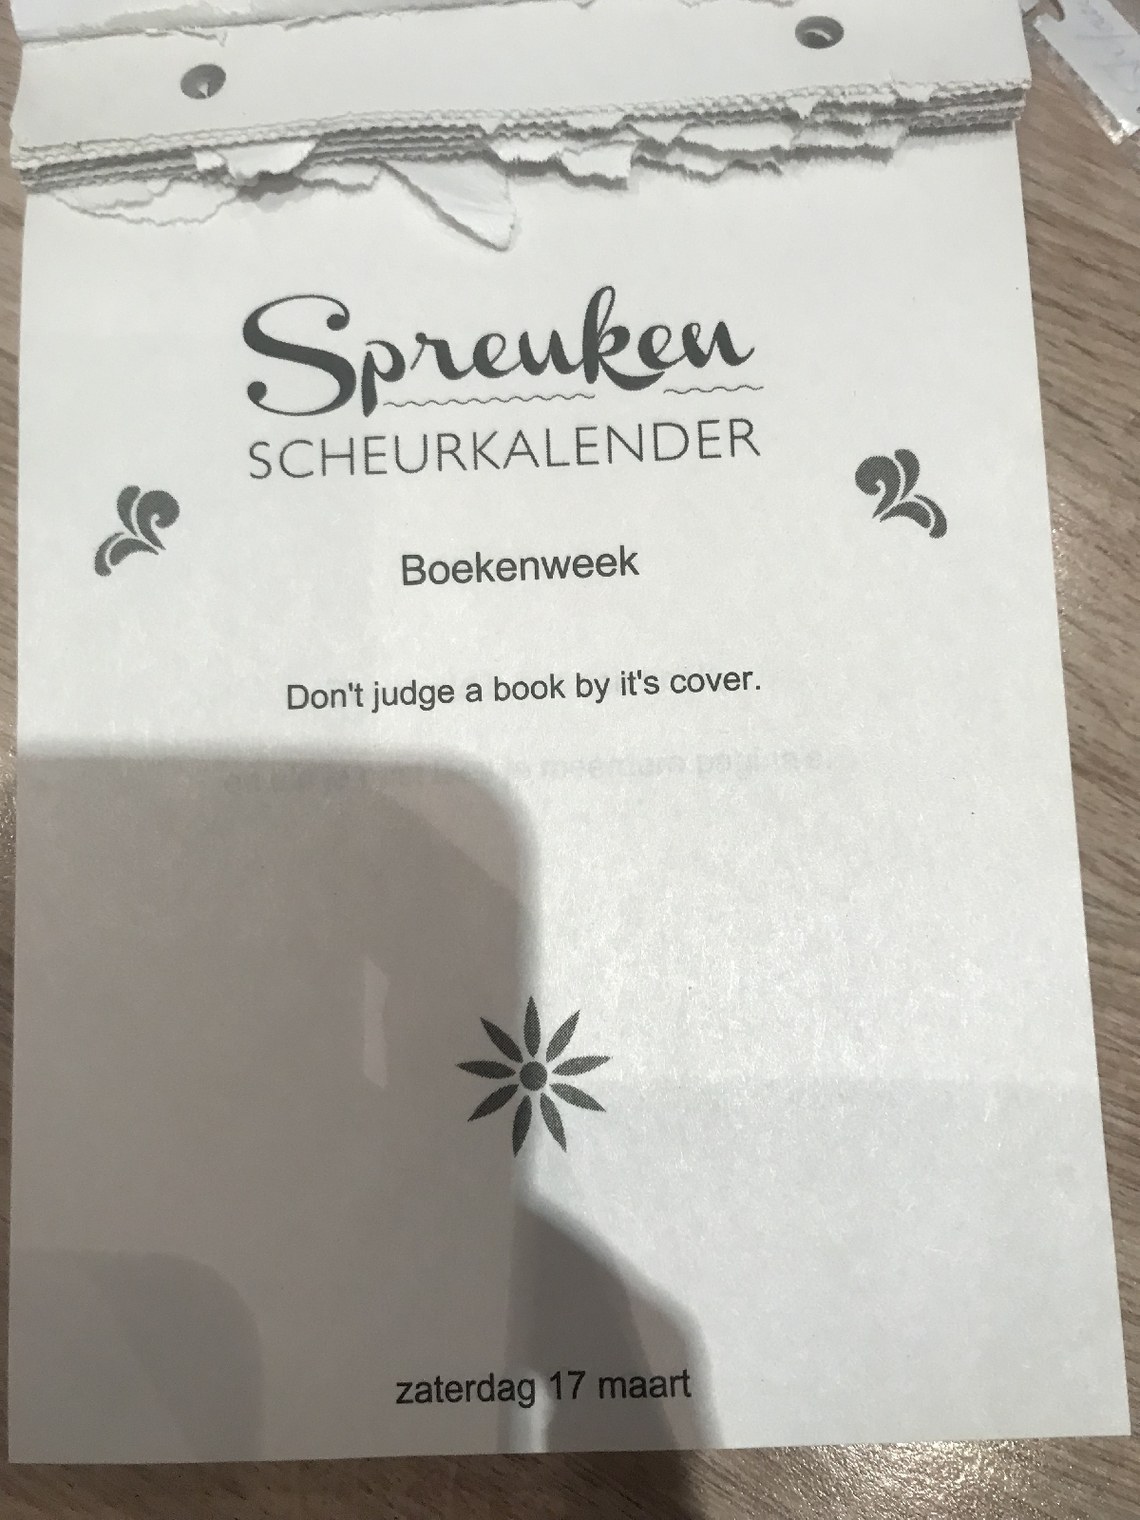 Spreuken
SCHEURKALENDER
Boekenweek
Don't judge a book by it's cover.
zaterdag 17 maart